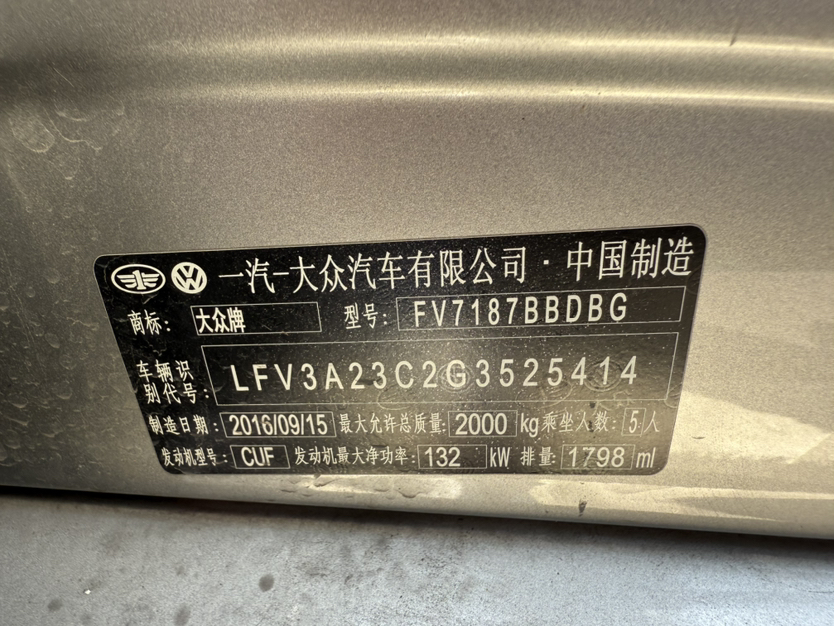 一汽-大众汽车有限公司·中国制造
商标: 大众牌 型号: FV7187BBDBG
车辆识别代号: LFV3A23C2G3525414
制造日期: 2016/09/15 最大允许总质量: 2000 kg 乘坐人数: 5 人
发动机型号: CUF 发动机最大净功率: 132 kW 排量: 1798 ml